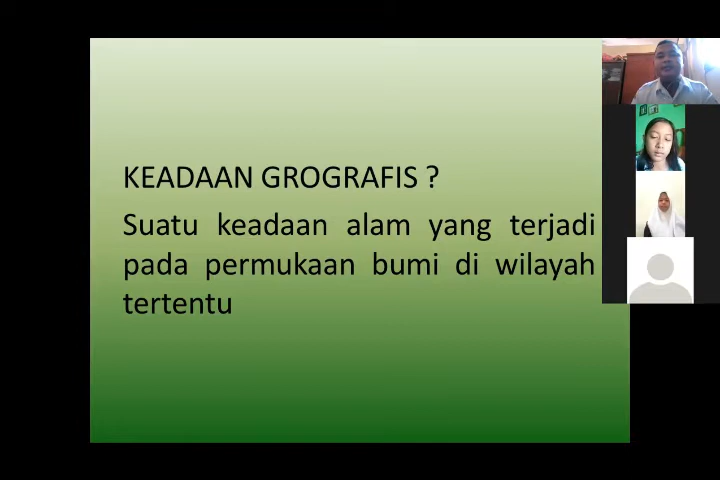 KEADAAN GROGRAFIS ?
Suatu keadaan alam yang terjadi
pada permukaan bumi di wilayah
tertentu